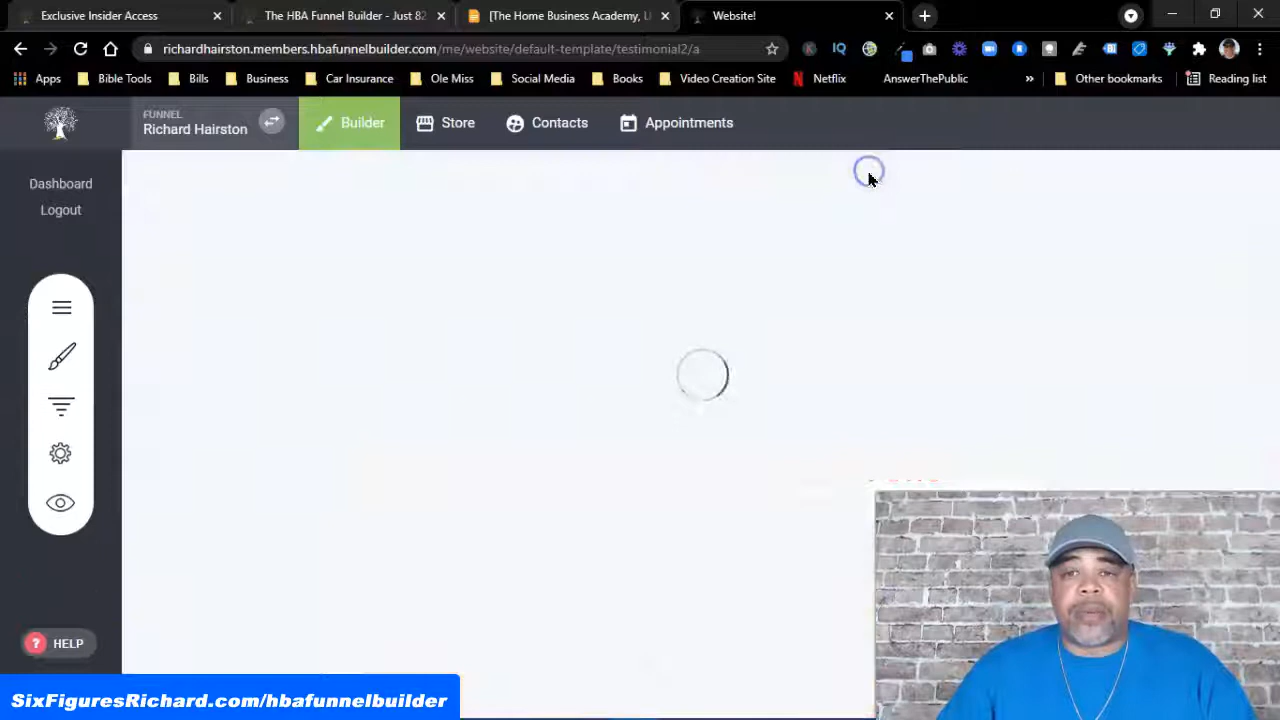 Exclusive Insider Access
The HBA Funnel Builder - Just 82
[The Home Business Academy, L
Website!
richardhairston.members.hbafunnelbuilder.com/me/website/default-template/testimonial2/a
Apps
Bible Tools
Bills
Business
Car Insurance
Ole Miss
Social Media
Books
Video Creation Site
Netflix
AnswerThePublic
»
Other bookmarks
Reading list
FUNNEL
Richard Hairston
Builder
Store
Contacts
Appointments
Dashboard
Logout
? HELP
SixFiguresRichard.com/hbafunnelbuilder